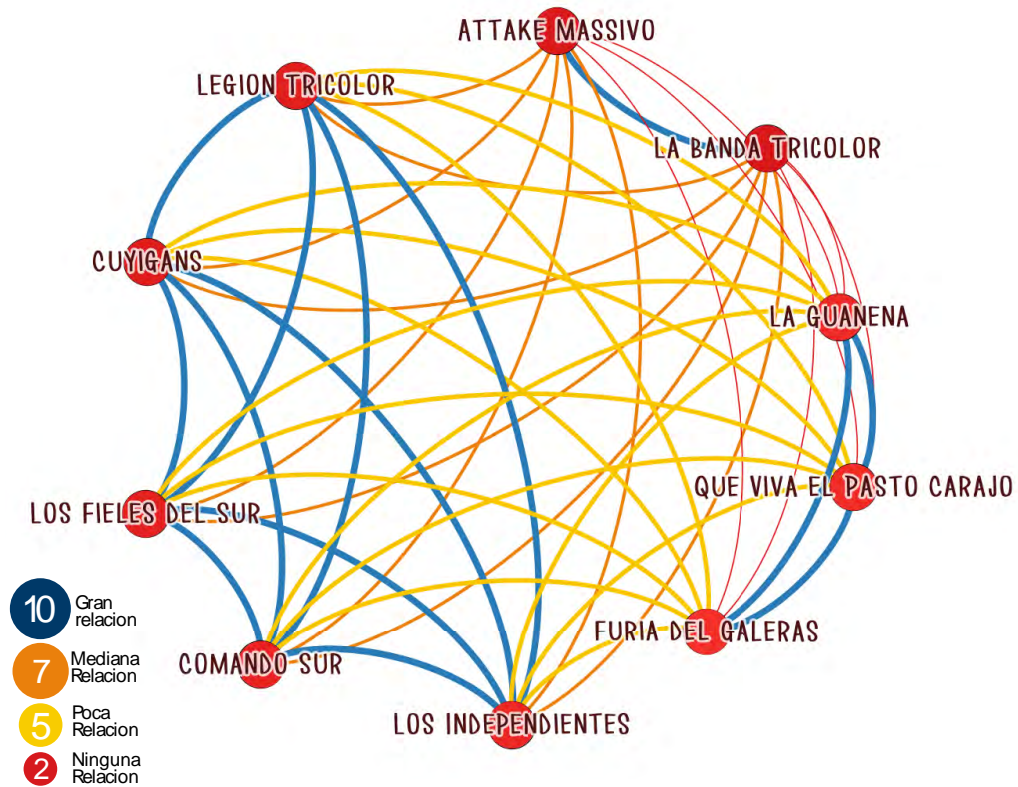 ATTAKE MASSIVO
LEGION TRICOLOR
LA BANDA TRICOLOR
CUYIGANS
LA GUANENA
QUE VIVA EL PASTO CARAJO
LOS FIELES DEL SUR
FURIA DEL GALERAS
COMANDO SUR
LOS INDEPENDIENTES
10 Gran
relacion
7 Mediana
Relacion
5 Poca
Relacion
2 Ninguna
Relacion